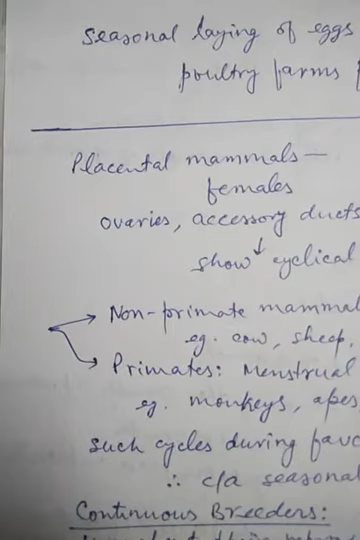 seasonal laying of eggs
poultry farms
Placental mammals —
females
ovaries, accessory ducts
show cyclical
Non-primate mammal
eg. cow, sheep,
Primates: Menstrual
eg. monkeys, apes
such cycles during favo
∴ c/a seasonal
Continuous Breeders: